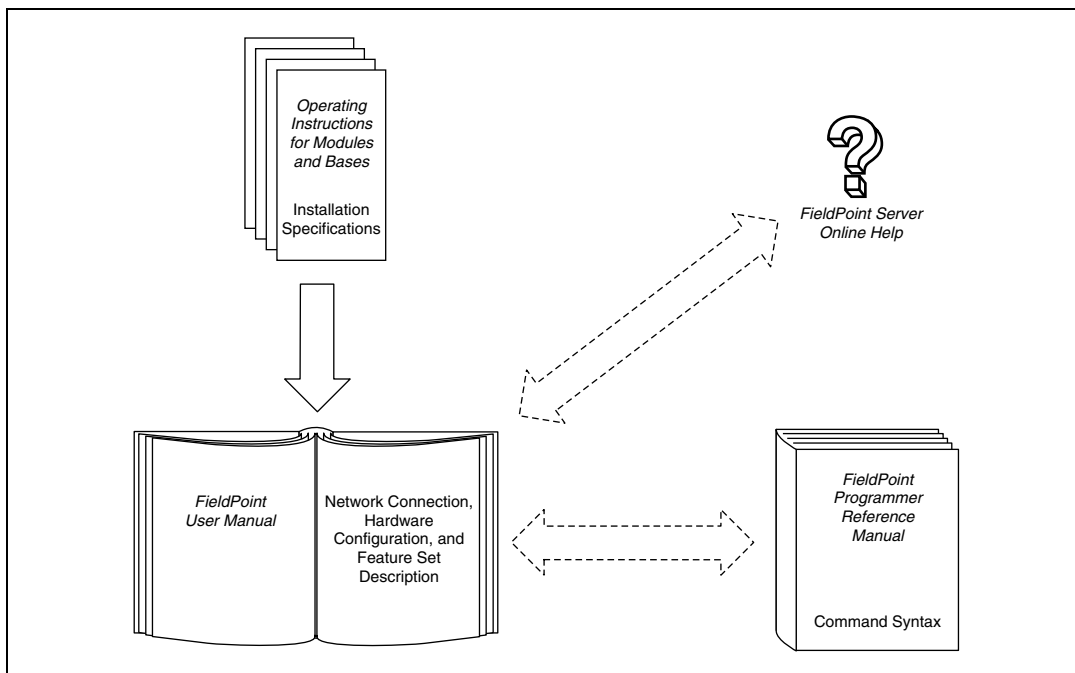 Operating
Instructions
for Modules
and Bases
Installation
Specifications
FieldPoint Server
Online Help
FieldPoint
User Manual
Network Connection,
Hardware
Configuration, and
Feature Set
Description
FieldPoint
Programmer
Reference
Manual
Command Syntax